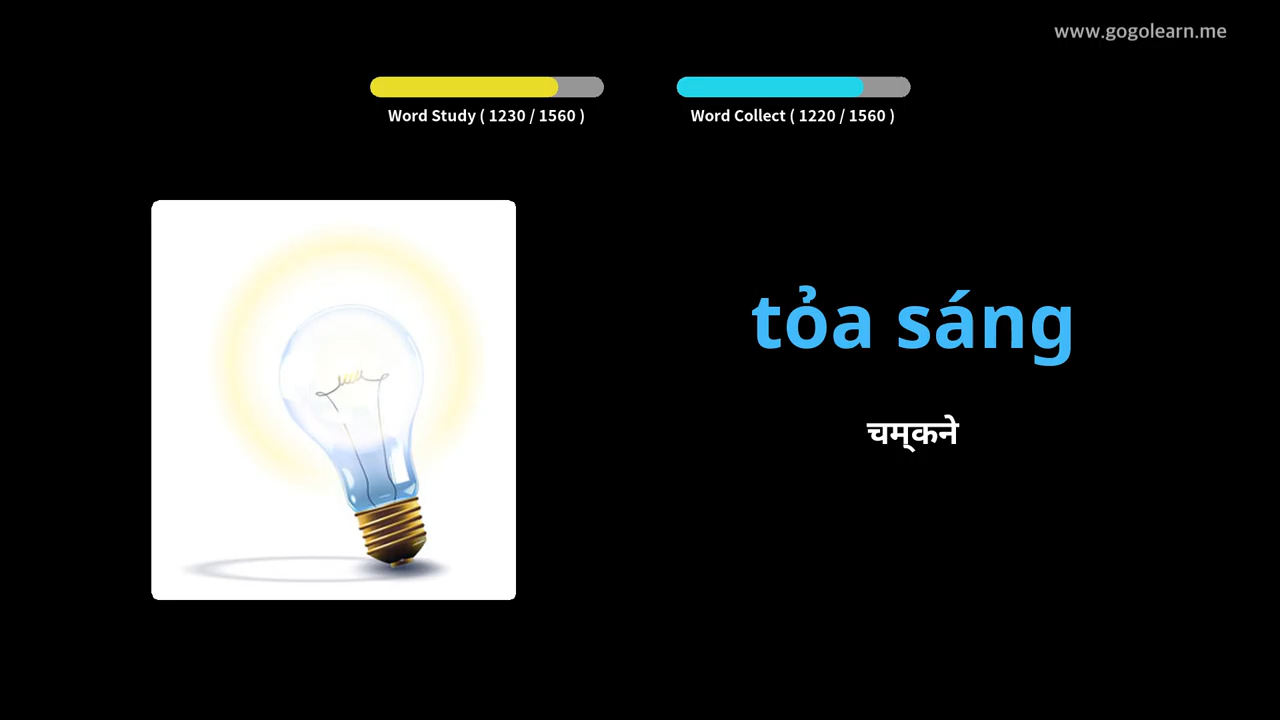 www.gogolearn.me
Word Study ( 1230 / 1560 )
Word Collect ( 1220 / 1560 )
tỏa sáng
चम्‌कने